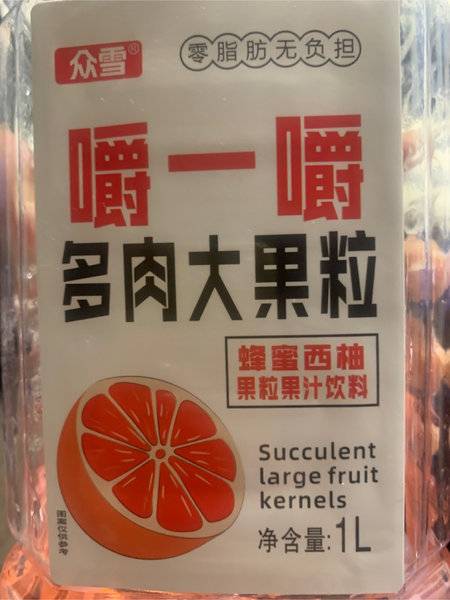 众雪®
零脂肪无负担
嚼一嚼
多肉大果粒
蜂蜜西柚
果粒果汁饮料
Succulent
large fruit
kernels
净含量:1L
图案仅供参考